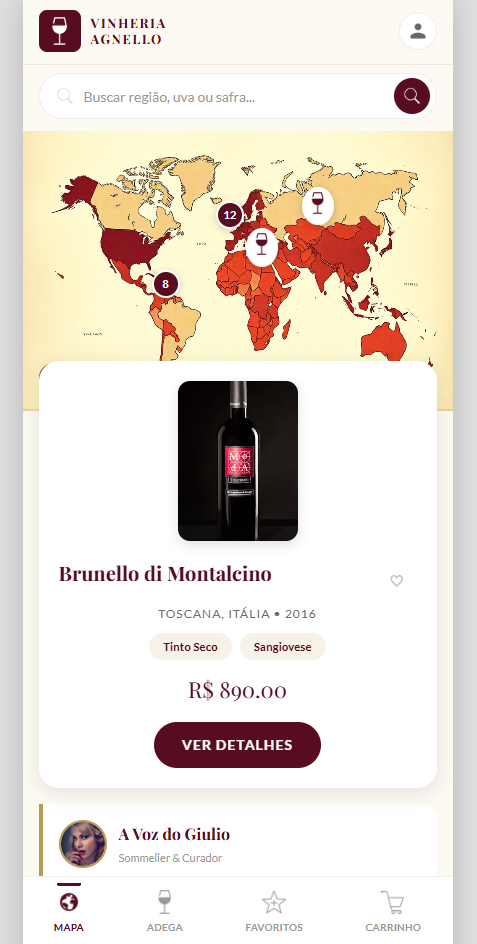 VINHERIA
AGNELLO
Buscar região, uva ou safra...
12
8
Brunello di Montalcino
TOSCANA, ITÁLIA • 2016
Tinto Seco
Sangiovese
R$ 890.00
VER DETALHES
A Voz do Giulio
Sommelier & Curador
MAPA
ADEGA
FAVORITOS
CARRINHO